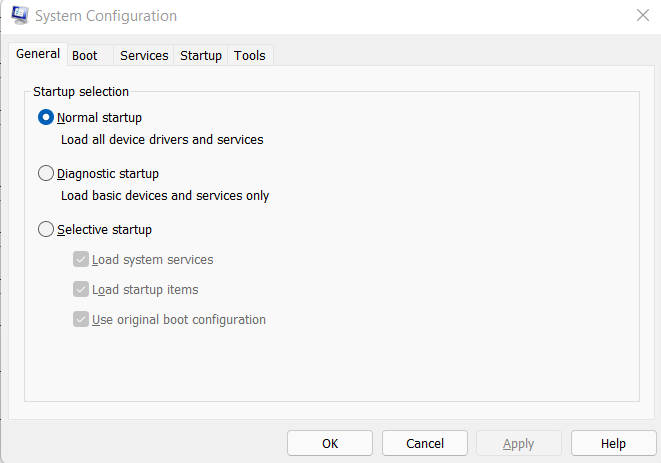 System Configuration
General Boot Services Startup Tools
Startup selection
Normal startup
Load all device drivers and services
Diagnostic startup
Load basic devices and services only
Selective startup
Load system services
Load startup items
Use original boot configuration
OK Cancel Apply Help